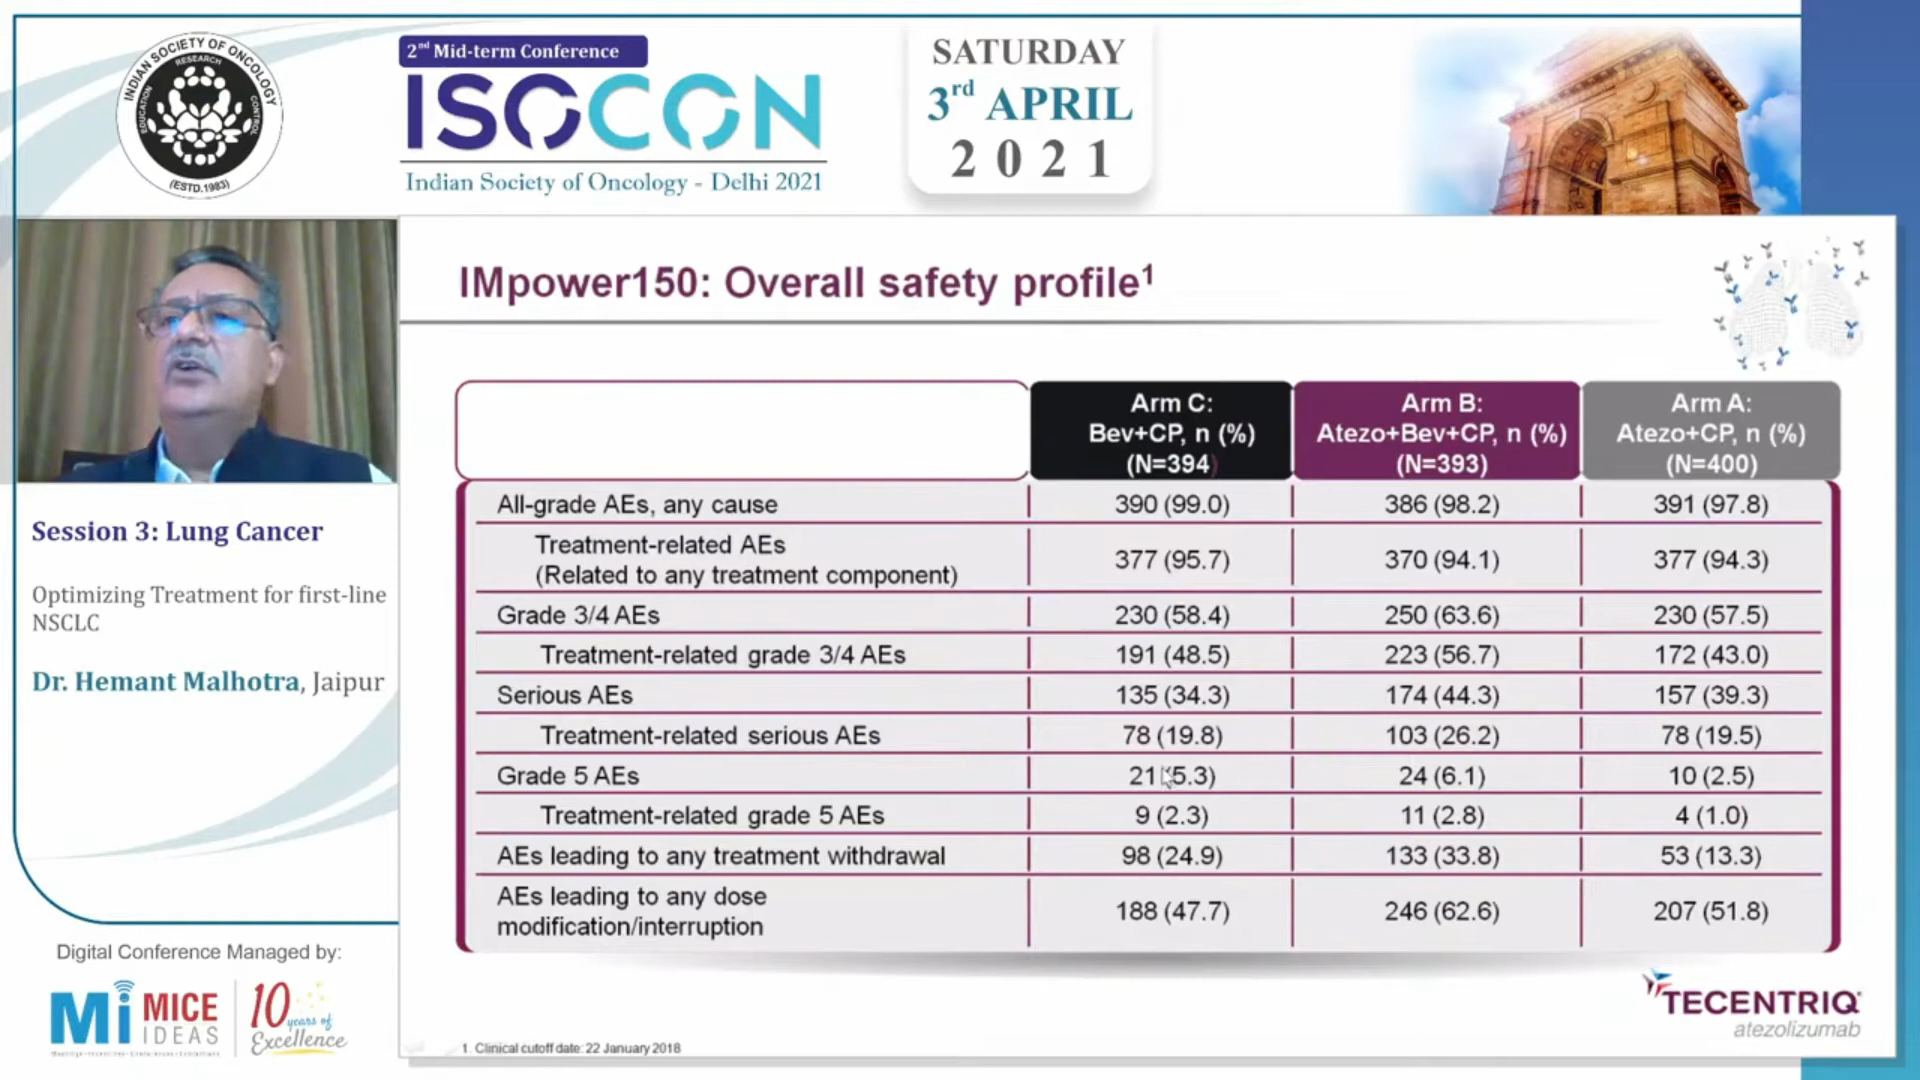 INDIAN SOCIETY OF ONCOLOGY
RESEARCH
EDUCATION
CONTROL
(ESTD.1983)
2nd Mid-term Conference
ISOCON
Indian Society of Oncology - Delhi 2021
SATURDAY
3rd APRIL
2021
Session 3: Lung Cancer
Optimizing Treatment for first-line
NSCLC
Dr. Hemant Malhotra, Jaipur
Digital Conference Managed by:
Mi MICE
IDEAS
10
years of
Excellence
IMpower150: Overall safety profile1
Arm C:
Bev+CP, n (%)
(N=394)
Arm B:
Atezo+Bev+CP, n (%)
(N=393)
Arm A:
Atezo+CP, n (%)
(N=400)
All-grade AEs, any cause 390 (99.0) 386 (98.2) 391 (97.8)
Treatment-related AEs
(Related to any treatment component) 377 (95.7) 370 (94.1) 377 (94.3)
Grade 3/4 AEs 230 (58.4) 250 (63.6) 230 (57.5)
Treatment-related grade 3/4 AEs 191 (48.5) 223 (56.7) 172 (43.0)
Serious AEs 135 (34.3) 174 (44.3) 157 (39.3)
Treatment-related serious AEs 78 (19.8) 103 (26.2) 78 (19.5)
Grade 5 AEs 21 (5.3) 24 (6.1) 10 (2.5)
Treatment-related grade 5 AEs 9 (2.3) 11 (2.8) 4 (1.0)
AEs leading to any treatment withdrawal 98 (24.9) 133 (33.8) 53 (13.3)
AEs leading to any dose
modification/interruption 188 (47.7) 246 (62.6) 207 (51.8)
TECENTRIQ
atezolizumab
1. Clinical cutoff date: 22 January 2018